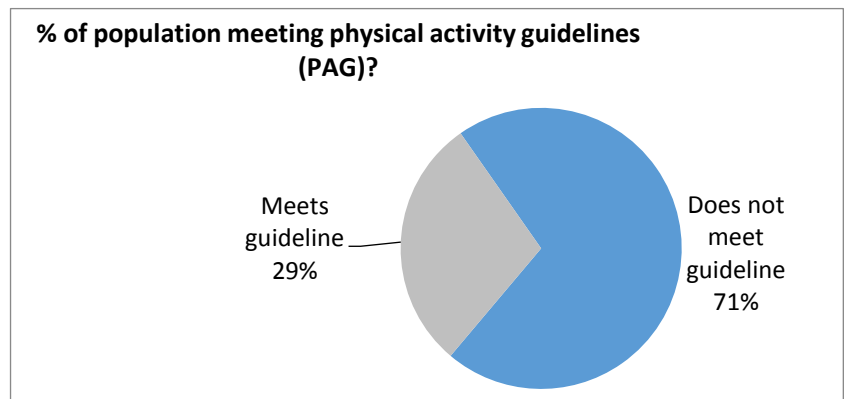 % of population meeting physical activity guidelines
(PAG)?
Meets
guideline
29%
Does not
meet
guideline
71%